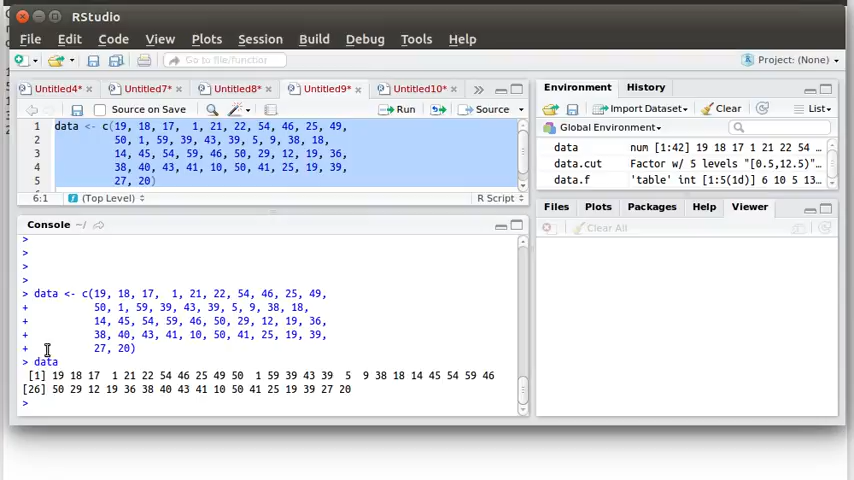 RStudio
File Edit Code View Plots Session Build Debug Tools Help
Go to file/function
Project: (None)
Untitled4* Untitled7* Untitled8* Untitled9* Untitled10*
Source on Save Run Source
1 data <- c(19, 18, 17, 1, 21, 22, 54, 46, 25, 49,
2 50, 1, 59, 39, 43, 39, 5, 9, 38, 18,
3 14, 45, 54, 59, 46, 50, 29, 12, 19, 36,
4 38, 40, 43, 41, 10, 50, 41, 25, 19, 39,
5 27, 20)
6:1 (Top Level) R Script
Console ~/
>
>
>
>
> data <- c(19, 18, 17, 1, 21, 22, 54, 46, 25, 49,
+ 50, 1, 59, 39, 43, 39, 5, 9, 38, 18,
+ 14, 45, 54, 59, 46, 50, 29, 12, 19, 36,
+ 38, 40, 43, 41, 10, 50, 41, 25, 19, 39,
+ 27, 20)
> data
[1] 19 18 17 1 21 22 54 46 25 49 50 1 59 39 43 39 5 9 38 18 14 45 54 59 46
[26] 50 29 12 19 36 38 40 43 41 10 50 41 25 19 39 27 20
>
Environment History
Import Dataset Clear List
Global Environment
data num [1:42] 19 18 17 1 21 22 54 ...
data.cut Factor w/ 5 levels "[0.5,12.5)"...
data.f 'table' int [1:5(1d)] 6 10 5 13...
Files Plots Packages Help Viewer
Clear All